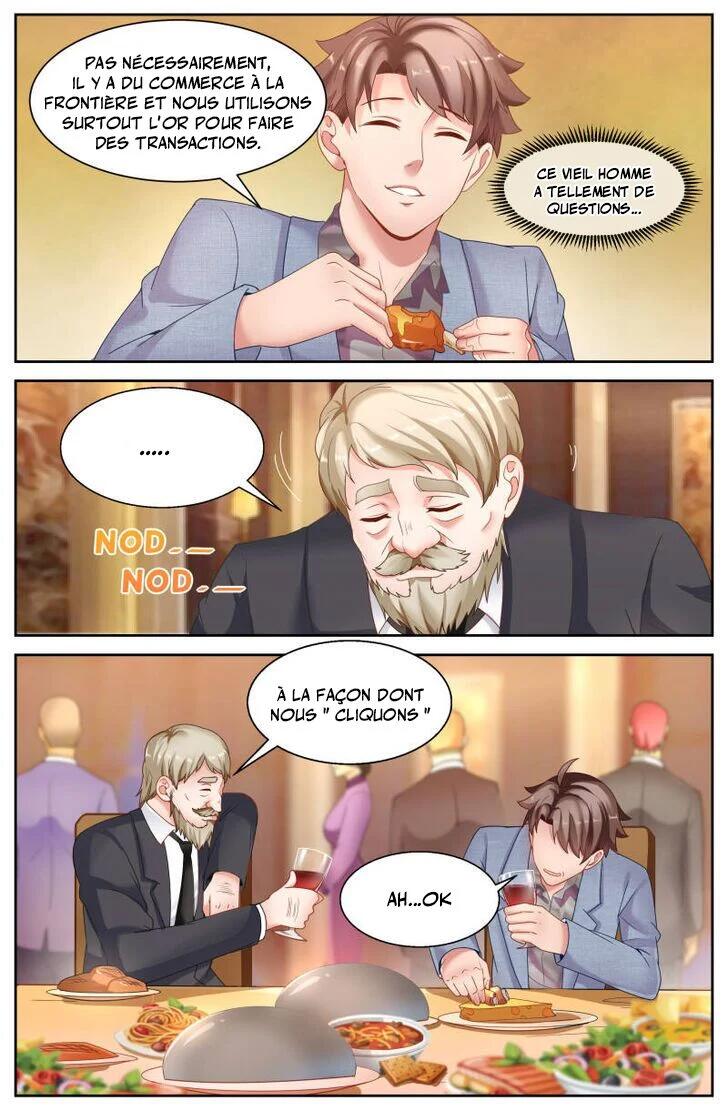 PAS NÉCESSAIREMENT,
IL Y A DU COMMERCE À LA
FRONTIÈRE ET NOUS UTILISONS
SURTOUT L'OR POUR FAIRE
DES TRANSACTIONS.
CE VIEIL HOMME
A TELLEMENT DE
QUESTIONS...
.....
NOD..—
NOD..—
À LA FAÇON DONT
NOUS " CLIQUONS "
AH...OK